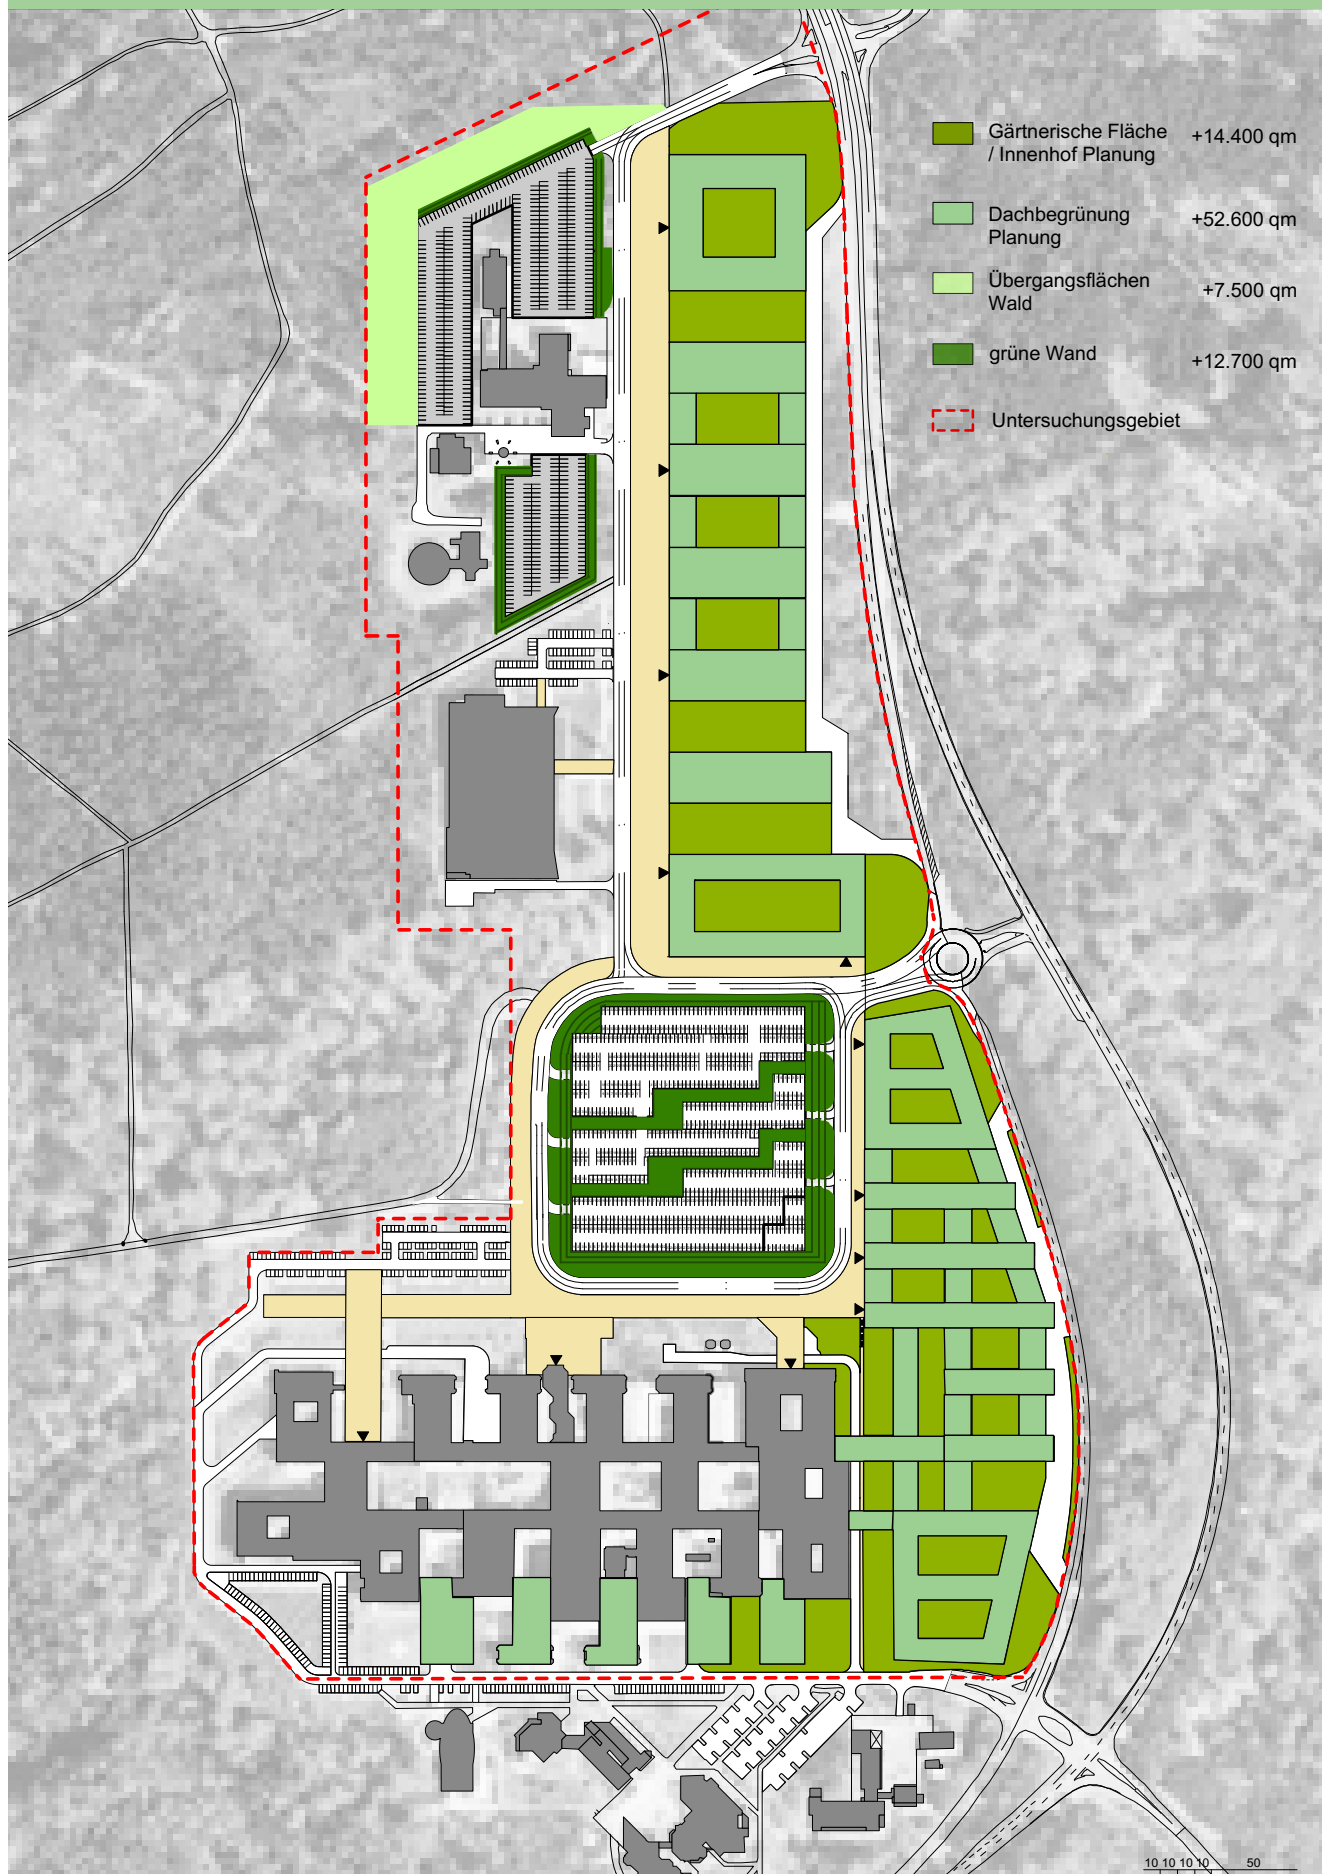 Gärtnerische Fläche +14.400 qm
/ Innenhof Planung
Dachbegrünung +52.600 qm
Planung
Übergangsflächen +7.500 qm
Wald
grüne Wand +12.700 qm
Untersuchungsgebiet
10 10 10 10 50